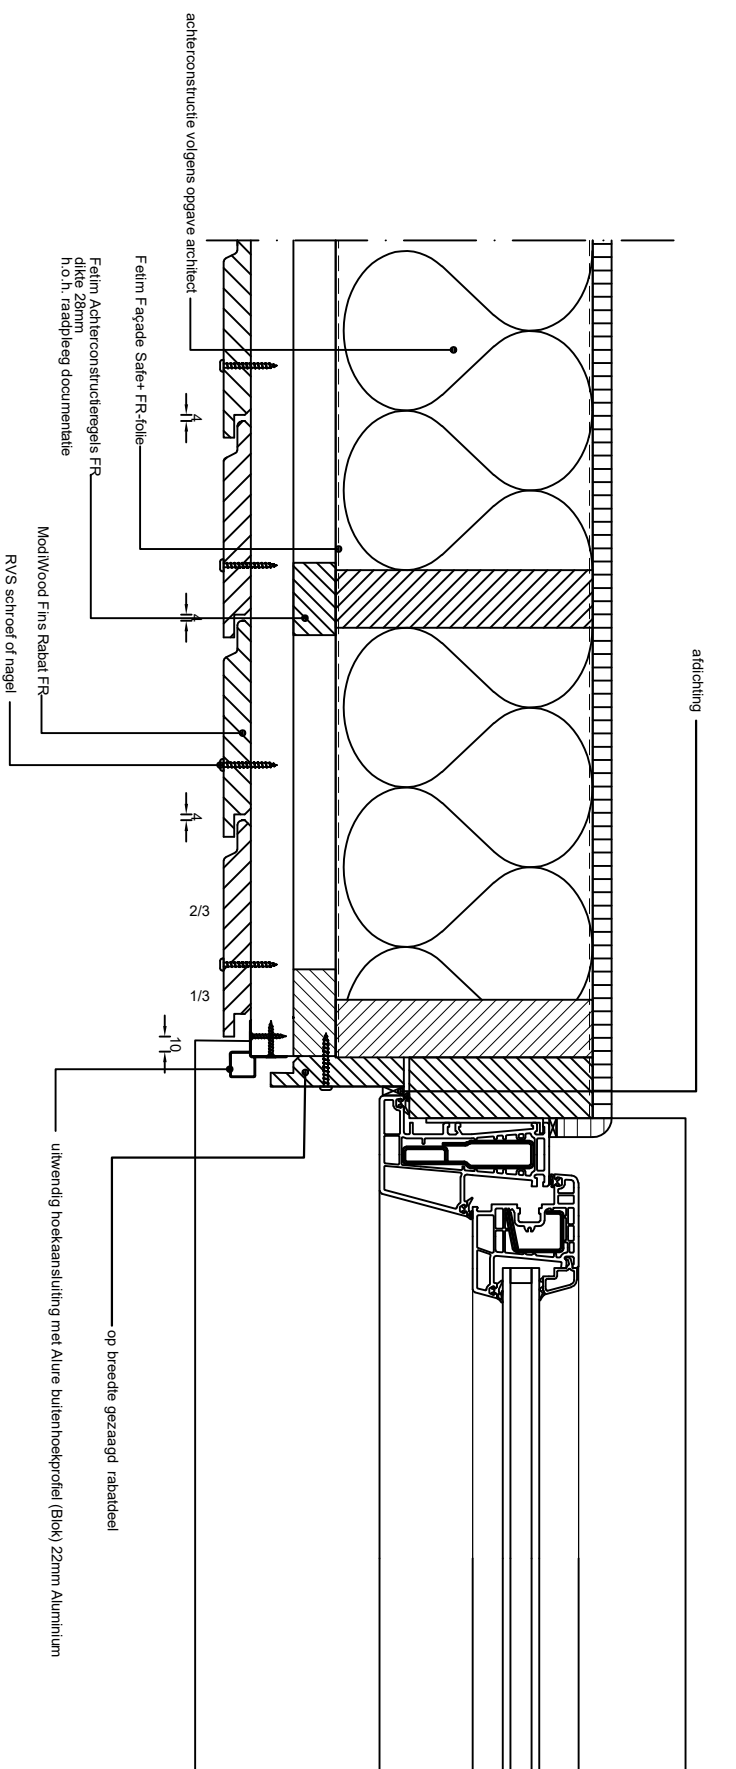 achterconstructie volgens opgave architect
Fetim Façade Safe+ FR-folie
Fetim Achterconstructieregels FR
dikte 28mm
h.o.h. raadpleeg documentatie
ModiWood Fins Rabat FR
RVS schroef of nagel
afdichting
4
4
4
2/3
1/3
10
op breedte gezaagd rabatdeel
uitwendig hoekaansluiting met Alure buitenhoekprofiel (Blok) 22mm Aluminium